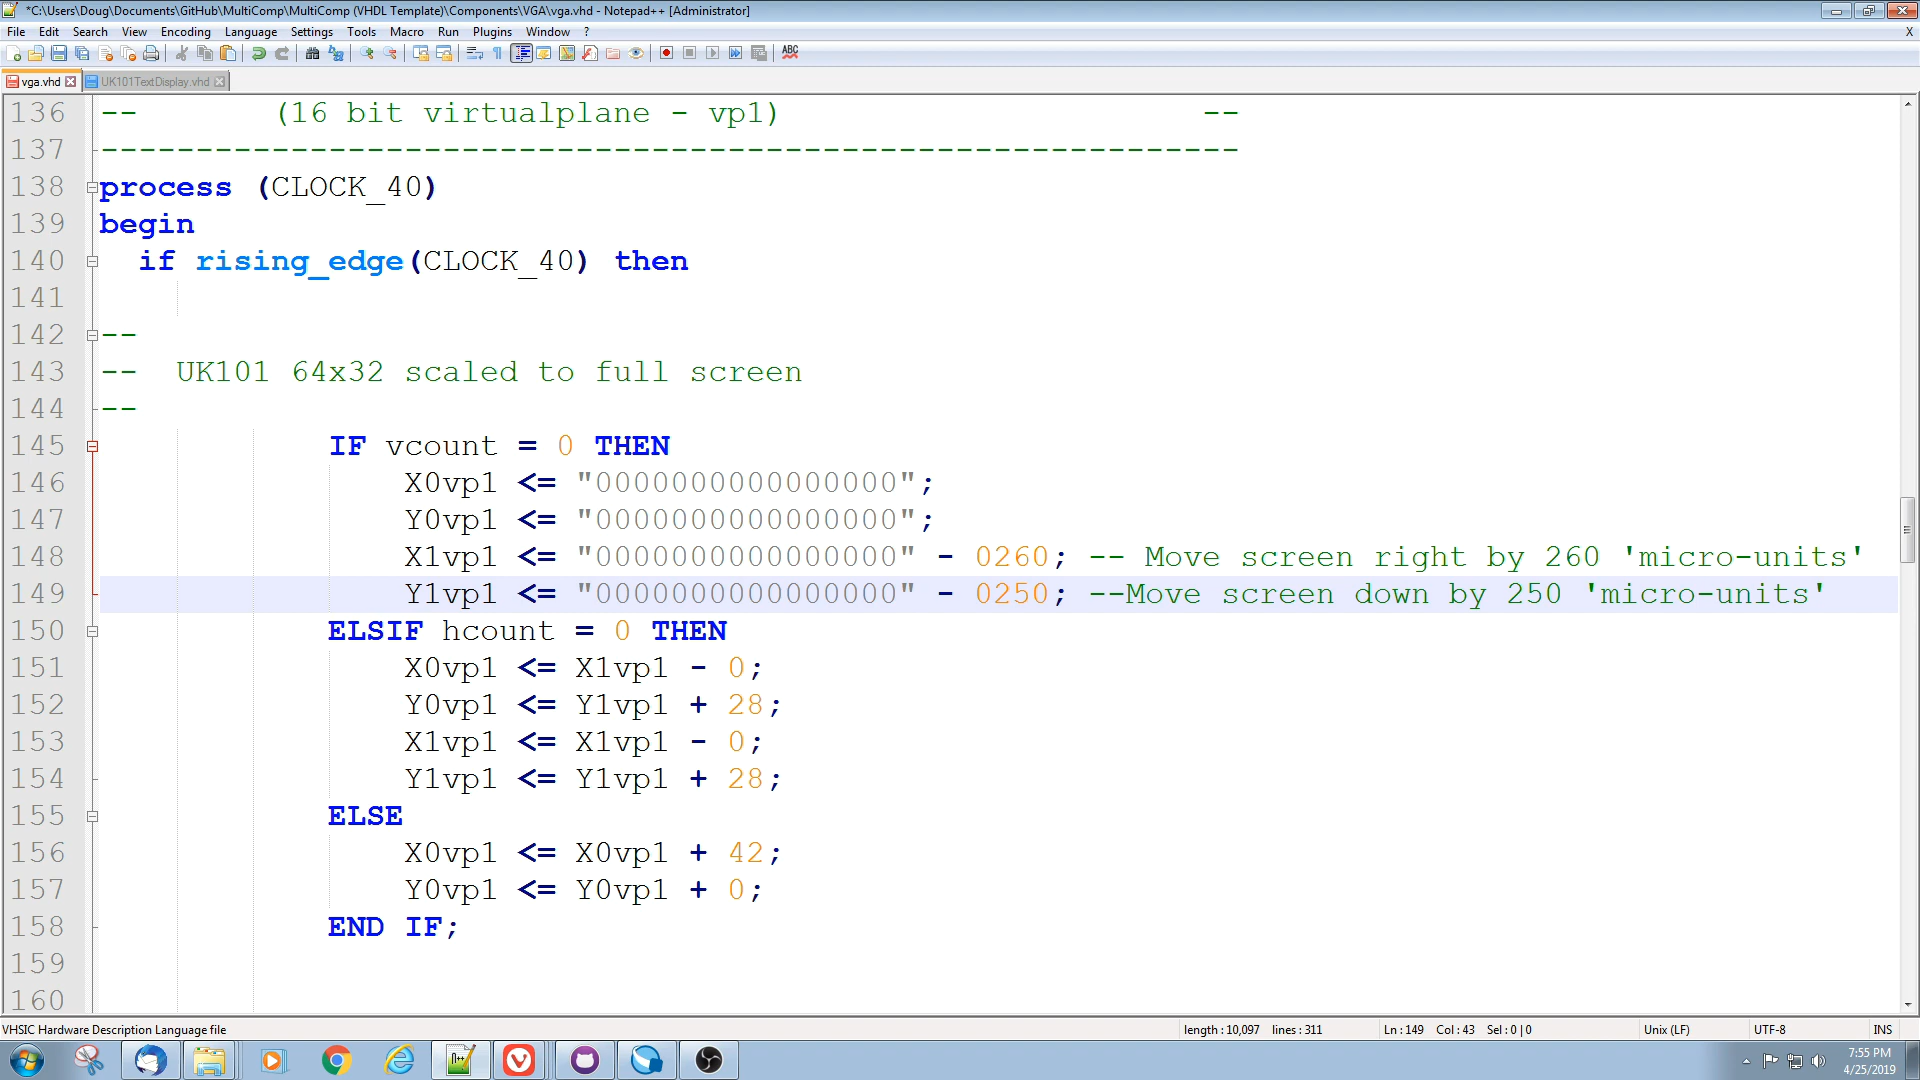 *C:\Users\Doug\Documents\GitHub\MultiComp\MultiComp (VHDL Template)\Components\VGA\vga.vhd - Notepad++ [Administrator]
File Edit Search View Encoding Language Settings Tools Macro Run Plugins Window ? X
vga.vhd UK101TextDisplay.vhd
136 -- (16 bit virtualplane - vp1) --
137 ------------------------------------------------------------
138 process (CLOCK_40)
139 begin
140 if rising_edge(CLOCK_40) then
141
142 --
143 -- UK101 64x32 scaled to full screen
144 --
145 IF vcount = 0 THEN
146 X0vp1 <= "0000000000000000";
147 Y0vp1 <= "0000000000000000";
148 X1vp1 <= "0000000000000000" - 0260; -- Move screen right by 260 'micro-units'
149 Y1vp1 <= "0000000000000000" - 0250; --Move screen down by 250 'micro-units'
150 ELSIF hcount = 0 THEN
151 X0vp1 <= X1vp1 - 0;
152 Y0vp1 <= Y1vp1 + 28;
153 X1vp1 <= X1vp1 - 0;
154 Y1vp1 <= Y1vp1 + 28;
155 ELSE
156 X0vp1 <= X0vp1 + 42;
157 Y0vp1 <= Y0vp1 + 0;
158 END IF;
159
160
VHSIC Hardware Description Language file length : 10,097 lines : 311 Ln : 149 Col : 43 Sel : 0 | 0 Unix (LF) UTF-8 INS
7:55 PM
4/25/2019